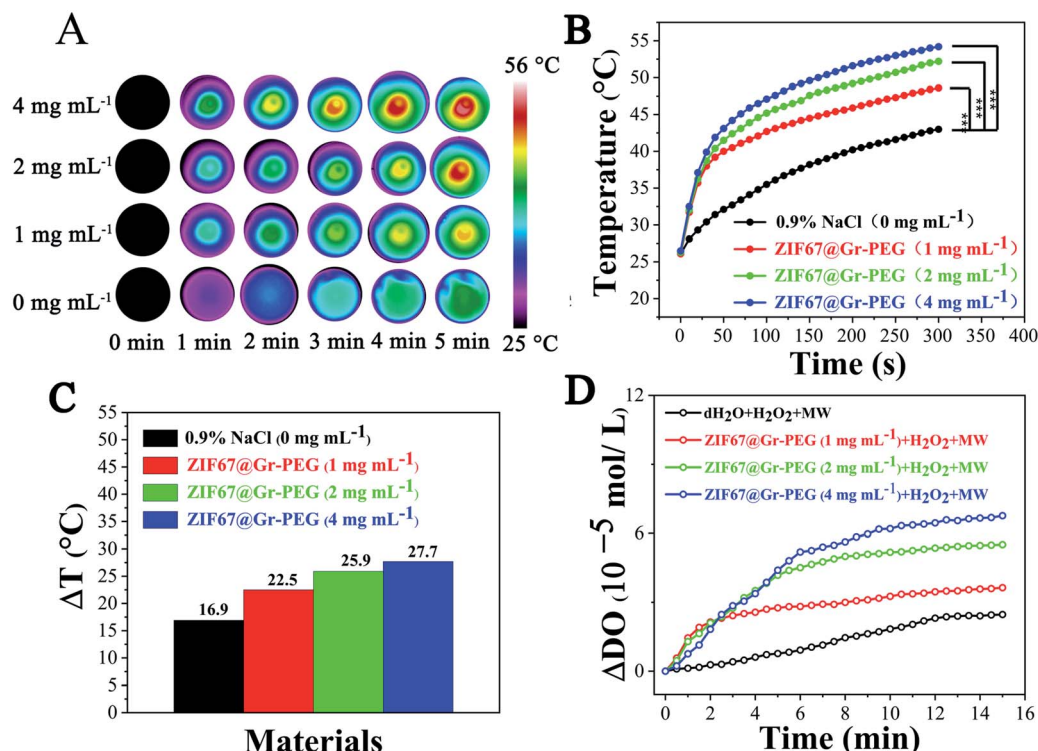 A
56 °C
4 mg mL-1
2 mg mL-1
1 mg mL-1
0 mg mL-1
0 min 1 min 2 min 3 min 4 min 5 min
25 °C
B
Temperature (°C)
55
50
45
40
35
30
25
***
***
***
0.9% NaCl（0 mg mL-1）
ZIF67@Gr-PEG（1 mg mL-1）
ZIF67@Gr-PEG（2 mg mL-1）
ZIF67@Gr-PEG（4 mg mL-1）
0 50 100 150 200 250 300 350 400
Time (s)
C
ΔT (°C)
55
50
45
40
35
30
25
20
15
10
5
0
0.9% NaCl (0 mg mL-1)
ZIF67@Gr-PEG (1 mg mL-1)
ZIF67@Gr-PEG (2 mg mL-1)
ZIF67@Gr-PEG (4 mg mL-1)
16.9
22.5
25.9
27.7
Materials
D
ΔDO (10 −5 mol/ L)
12
6
0
dH2O+H2O2+MW
ZIF67@Gr-PEG (1 mg mL-1)+H2O2+MW
ZIF67@Gr-PEG (2 mg mL-1)+H2O2+MW
ZIF67@Gr-PEG (4 mg mL-1)+H2O2+MW
0 2 4 6 8 10 12 14 16
Time (min)